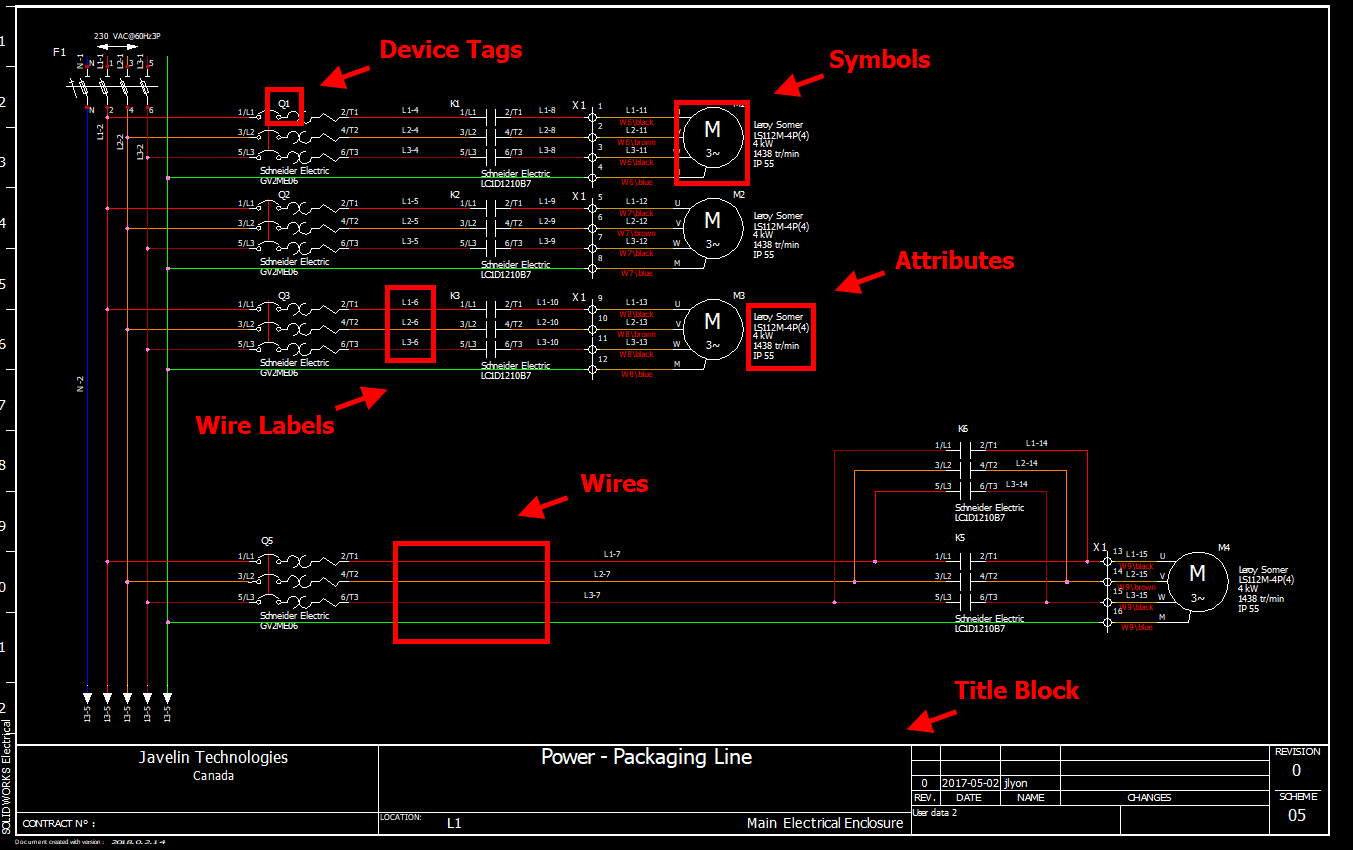 230 VAC@60Hz3P
F1
N-1
L1-1
L2-1
L3-1
N 1 3 5
N 2 4 6
L1-2
L2-2
L3-2
N-2
Device Tags
Symbols
Q1 K1 X1 1 M1
1/L1 2/T1 L1-4 1/L1 2/T1 L1-8 L1-11
W6\black
3/L2 4/T2 L2-4 3/L2 4/T2 L2-8 2 L2-11
W6\brown
5/L3 6/T3 L3-4 5/L3 6/T3 L3-8 3 L3-11
W6\black
4
W6\blue
Schneider Electric
GV2ME06
Schneider Electric
LC1D1210B7
M
3~
Leroy Somer
LS112M-4P(4)
4 kW
1438 tr/min
IP 55
Q2 K2 X1 5 M2
1/L1 2/T1 L1-5 1/L1 2/T1 L1-9 L1-12 U
W7\black
3/L2 4/T2 L2-5 3/L2 4/T2 L2-9 6 L2-12 V
W7\brown
5/L3 6/T3 L3-5 5/L3 6/T3 L3-9 7 L3-12 W
W7\black
8 M
W7\blue
Schneider Electric
GV2ME06
Schneider Electric
LC1D1210B7
M
3~
Leroy Somer
LS112M-4P(4)
4 kW
1438 tr/min
IP 55
Attributes
Q3 K3 X1 9 M3
1/L1 2/T1 L1-6 1/L1 2/T1 L1-10 L1-13 U
W8\black
3/L2 4/T2 L2-6 3/L2 4/T2 L2-10 10 L2-13 V
W8\brown
5/L3 6/T3 L3-6 5/L3 6/T3 L3-10 11 L3-13 W
W8\black
12 M
W8\blue
Schneider Electric
GV2ME06
Schneider Electric
LC1D1210B7
M
3~
Leroy Somer
LS112M-4P(4)
4 kW
1438 tr/min
IP 55
Wire Labels
Wires
K6
1/L1 2/T1 L1-14
3/L2 4/T2 L2-14
5/L3 6/T3 L3-14
Schneider Electric
LC1D1210B7
Q5 K5 X1 13 M4
1/L1 2/T1 L1-7 1/L1 2/T1 L1-15 U
W9\black
3/L2 4/T2 L2-7 3/L2 4/T2 14 L2-15 V
W9\brown
5/L3 6/T3 L3-7 5/L3 6/T3 15 L3-15 W
W9\black
16 M
W9\blue
Schneider Electric
GV2ME06
Schneider Electric
LC1D1210B7
M
3~
Leroy Somer
LS112M-4P(4)
4 kW
1438 tr/min
IP 55
13-5 13-5 13-5 13-5 13-5
Title Block
1
2
3
4
5
6
7
8
9
0
1
2
SOLIDWORKS Electrical
Javelin Technologies
Canada
CONTRACT N° :
Power - Packaging Line
LOCATION: L1 Main Electrical Enclosure
0 2017-05-02 jlyon
REV. DATE NAME CHANGES
User data 2
REVISION
0
SCHEME
05
Document created with version : 2018.0.2.14